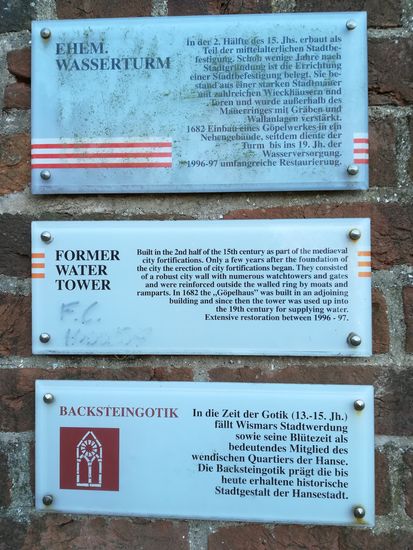 EHEM.
WASSERTURM
In der 2. Hälfte des 15. Jhs. erbaut als
Teil der mittelalterlichen Stadtbe-
festigung. Schon wenige Jahre nach
Stadtgründung ist die Errichtung
einer Stadtbefestigung belegt. Sie be-
stand aus einer starken Stadtmauer
mit zahlreichen Wieckhäusern und
Toren und wurde außerhalb des
Mauerringes mit Gräben und
Wallanlagen verstärkt.
1682 Einbau eines Göpelwerkes in ein
Nebengebäude, seitdem diente der
Turm bis ins 19. Jh. der
Wasserversorgung.
1996-97 umfangreiche Restaurierung.
FORMER
WATER
TOWER
Built in the 2nd half of the 15th century as part of the mediaeval
city fortifications. Only a few years after the foundation of
the city the erection of city fortifications began. They consisted
of a robust city wall with numerous watchtowers and gates
and were reinforced outside the walled ring by moats and
ramparts. In 1682 the „Göpelhaus" was built in an adjoining
building and since then the tower was used up into
the 19th century for supplying water.
Extensive restoration between 1996 - 97.
F.C.
BACKSTEINGOTIK
In die Zeit der Gotik (13.-15. Jh.)
fällt Wismars Stadtwerdung
sowie seine Blütezeit als
bedeutendes Mitglied des
wendischen Quartiers der Hanse.
Die Backsteingotik prägt die bis
heute erhaltene historische
Stadtgestalt der Hansestadt.